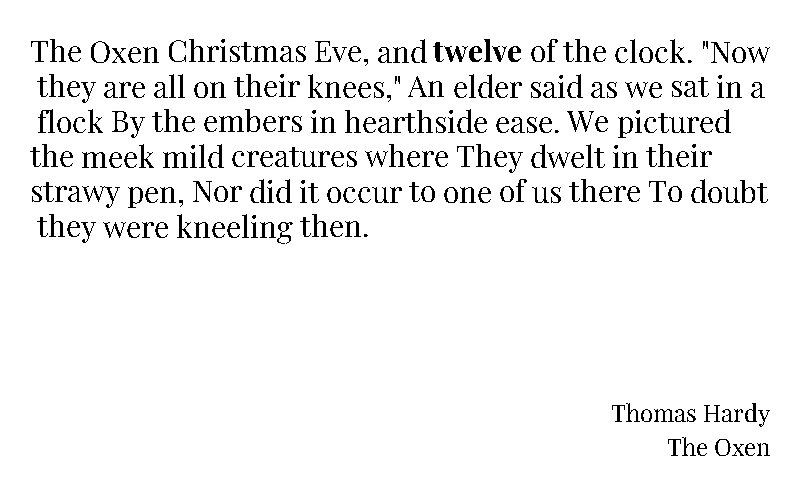 The Oxen Christmas Eve, and twelve of the clock. "Now
they are all on their knees," An elder said as we sat in a
flock By the embers in hearthside ease. We pictured
the meek mild creatures where They dwelt in their
strawy pen, Nor did it occur to one of us there To doubt
they were kneeling then.
Thomas Hardy
The Oxen